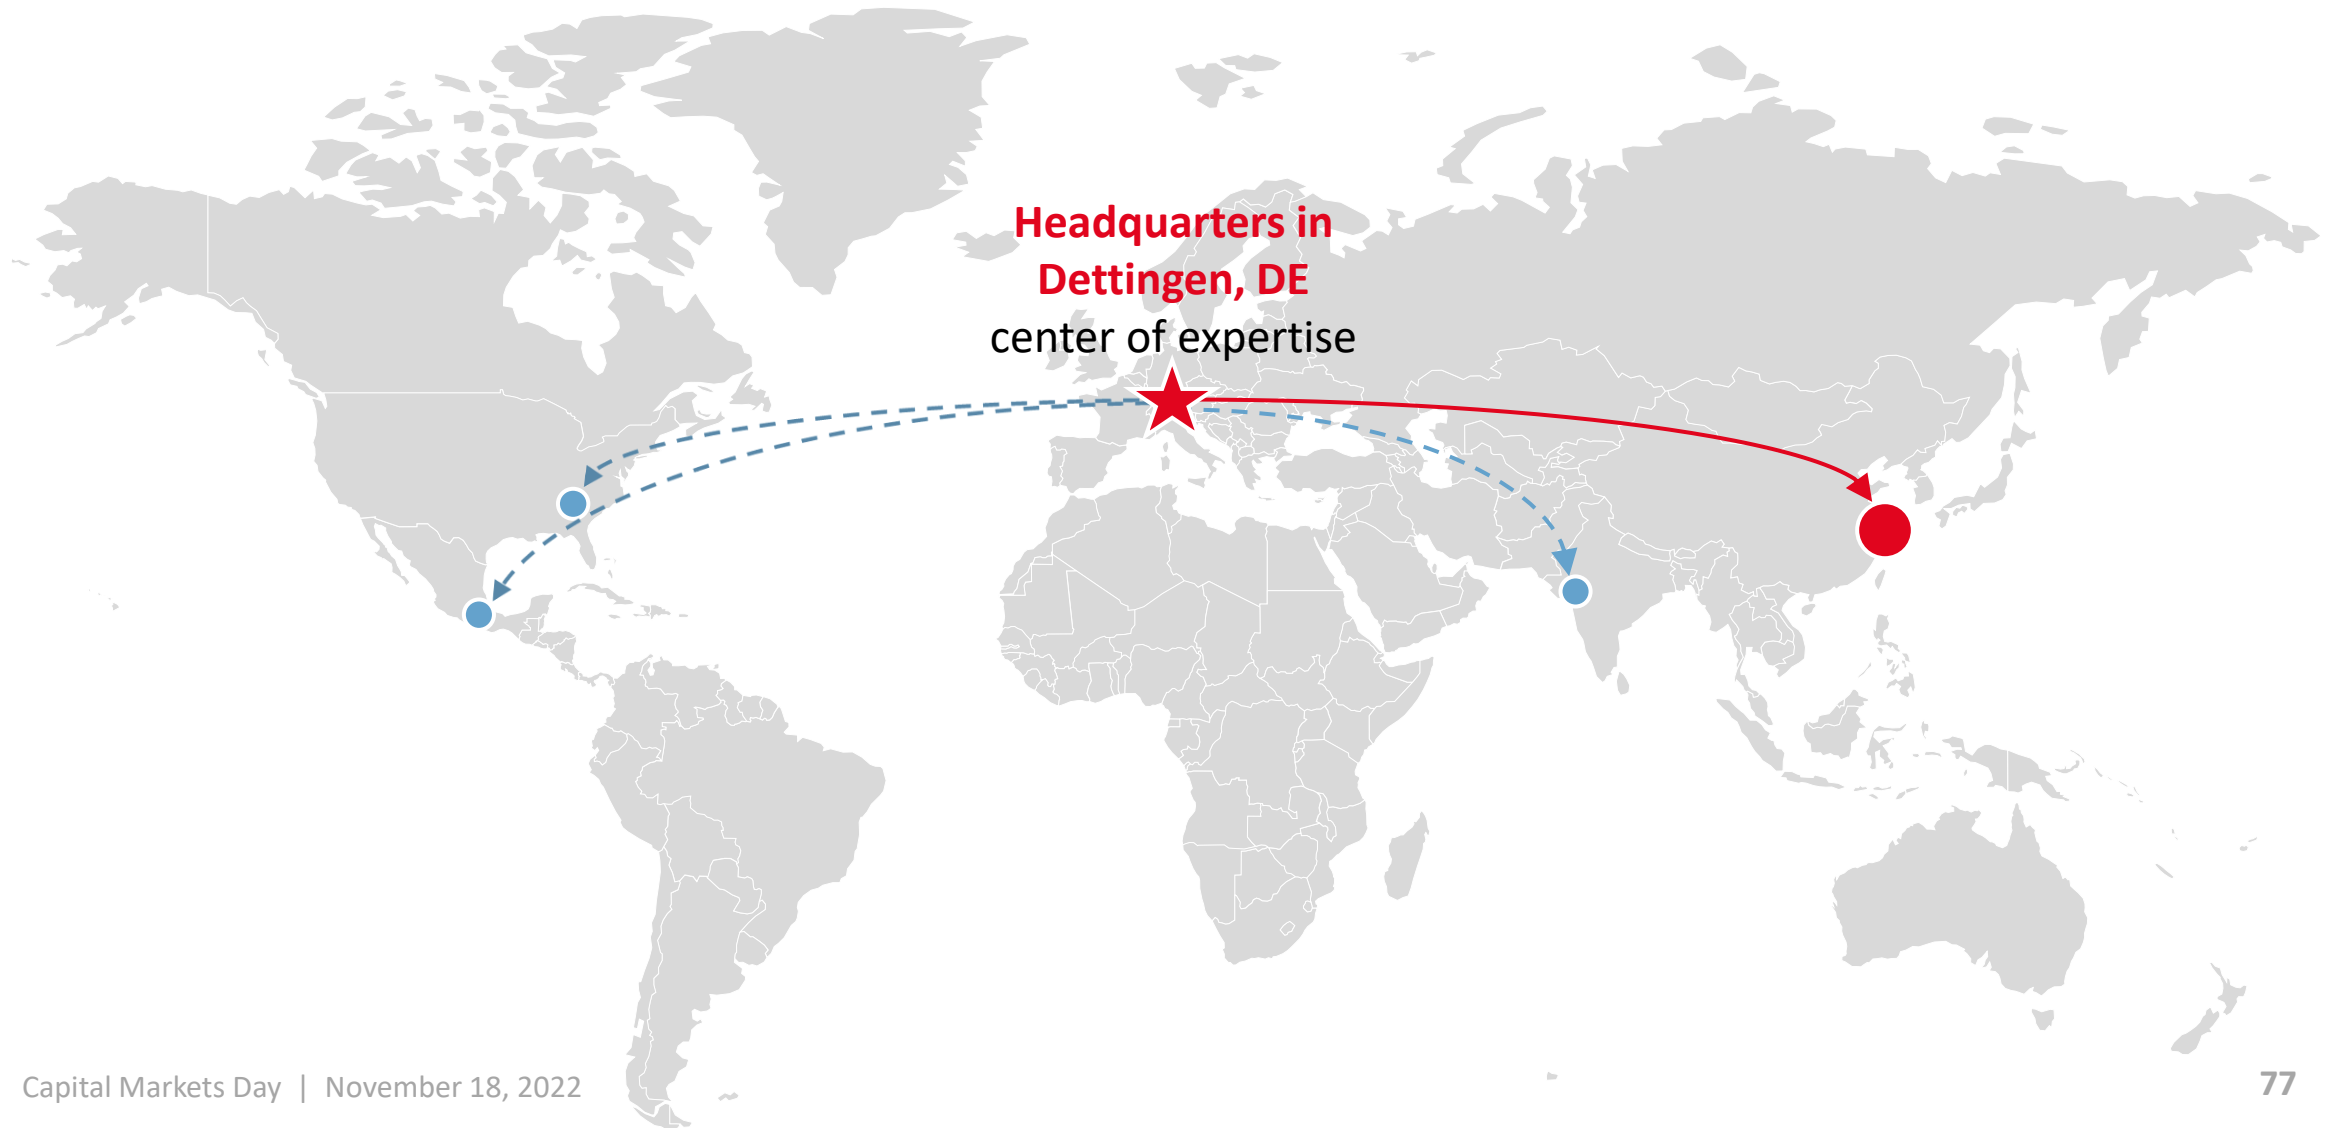 Headquarters in
Dettingen, DE
center of expertise
Capital Markets Day | November 18, 2022
77